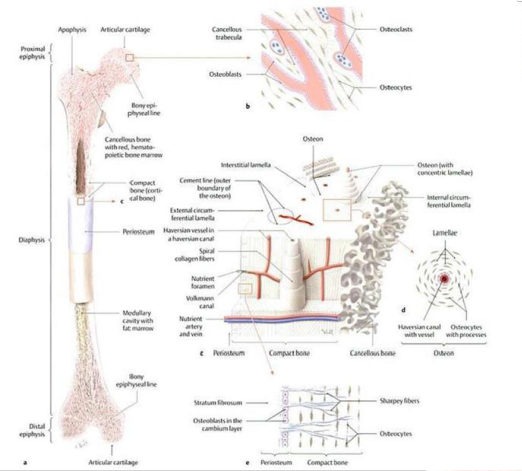 Apophysis
Articular cartilage
Proximal
epiphysis
Bony epi-
physeal line
Cancellous bone
with red, hemato-
poietic bone marrow
Compact
bone (corti-
cal bone)
c
Diaphysis
Periosteum
Medullary
cavity with
fat marrow
Bony
epiphyseal line
Distal
epiphysis
a
Articular cartilage
Cancellous
trabecula
Osteoclasts
Osteoblasts
Osteocytes
b
Osteon
Interstitial lamella
Osteon (with
concentric lamellae)
Cement line (outer
boundary of
the osteon)
Internal circum-
ferential lamella
External circum-
ferential lamella
Haversian vessel in
a haversian canal
Spiral
collagen fibers
Nutrient
foramen
Volkmann
canal
Nutrient
artery
and vein
c
Periosteum
Compact bone
Cancellous bone
Lamellae
d
Haversian canal
with vessel
Osteocytes
with processes
Osteon
Stratum fibrosum
Sharpey fibers
Osteoblasts in the
cambium layer
Osteocytes
e
Periosteum
Compact bone